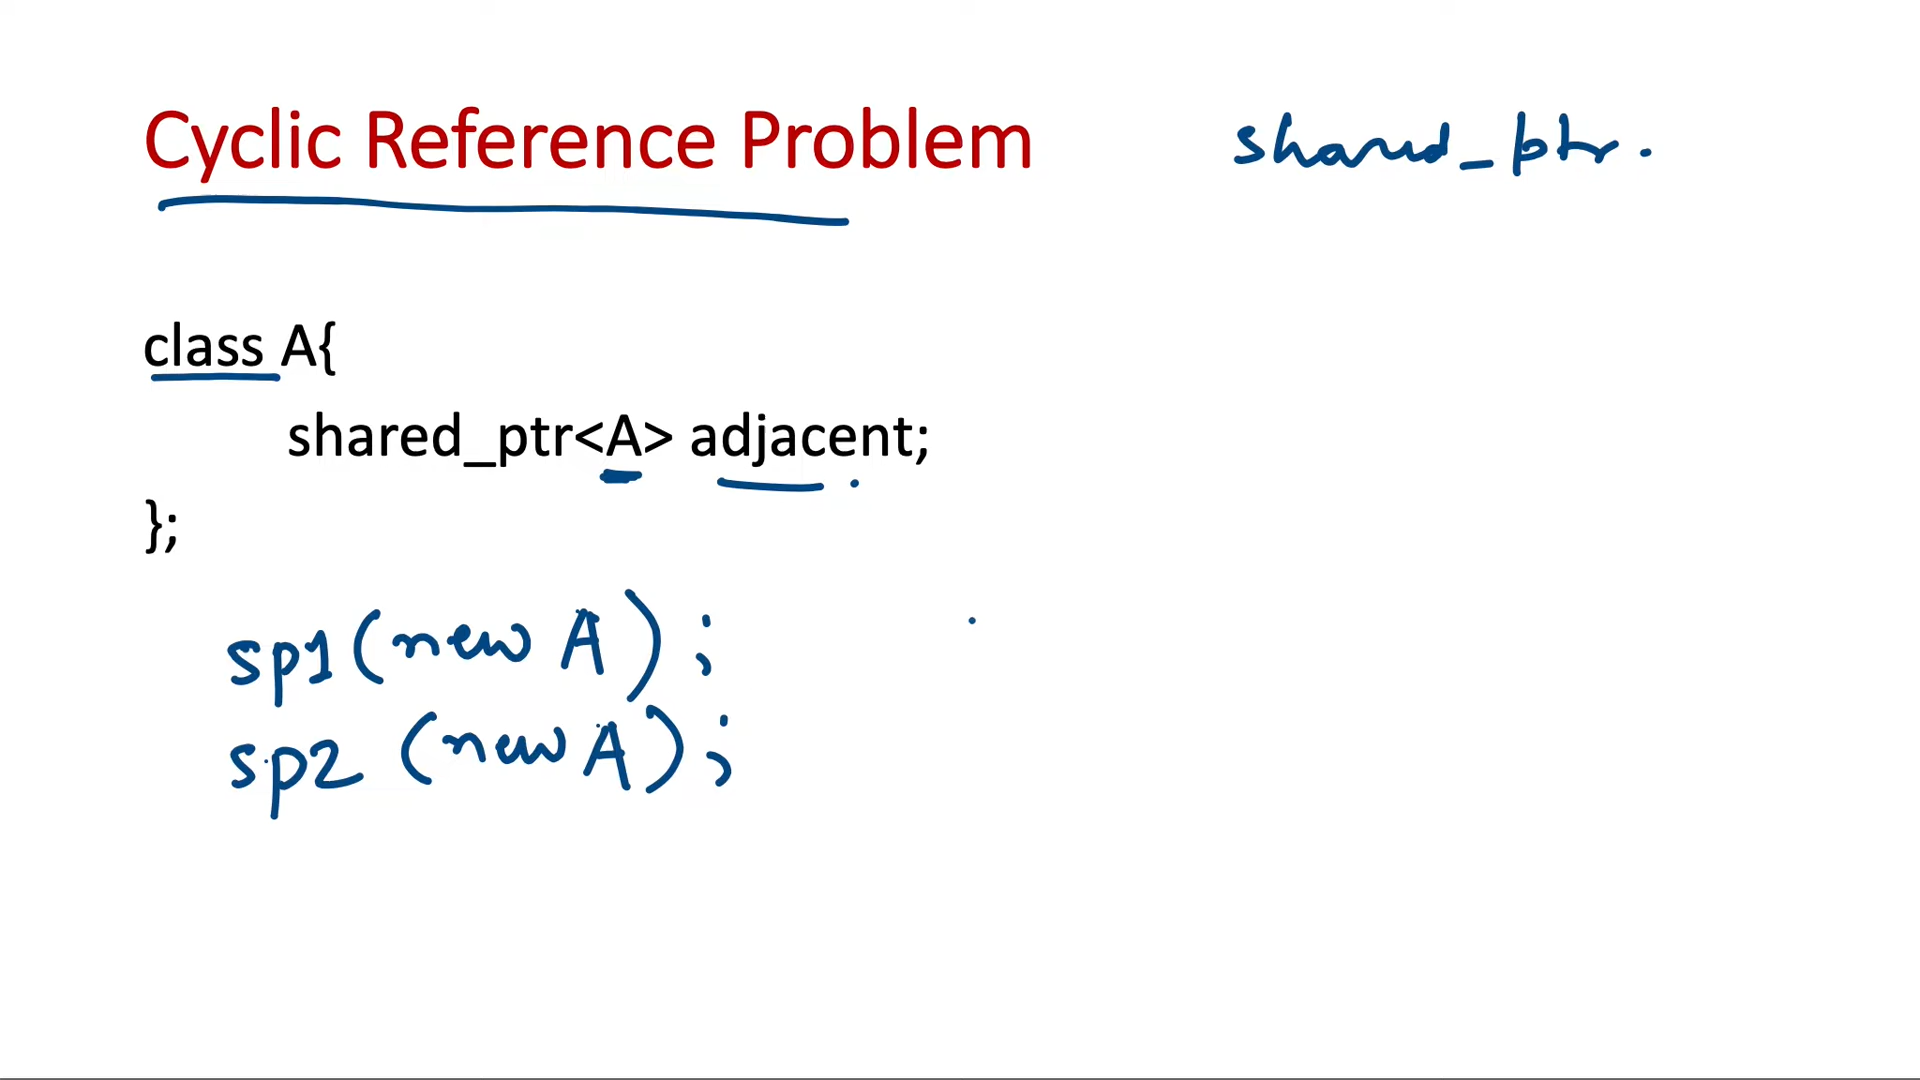 Cyclic Reference Problem
shared_ptr.
class A{
shared_ptr<A> adjacent;
};
sp1(new A);
sp2 (new A);